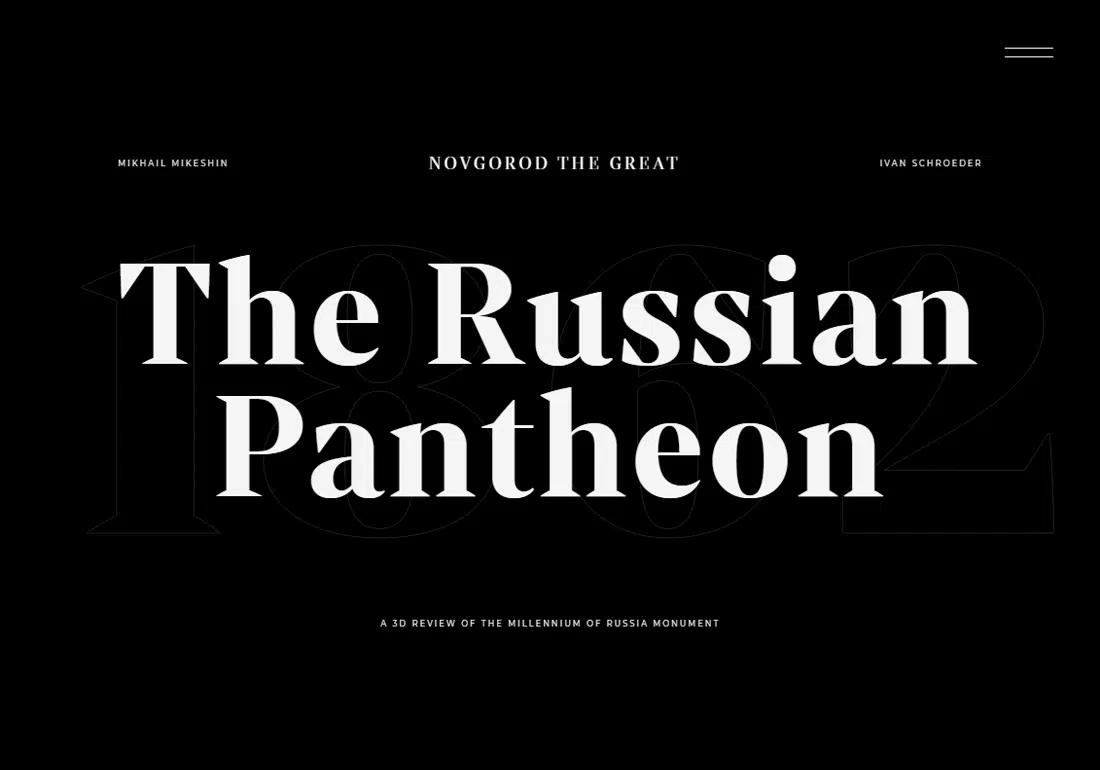 MIKHAIL MIKESHIN
NOVGOROD THE GREAT
IVAN SCHROEDER
1862
The Russian
Pantheon
A 3D REVIEW OF THE MILLENNIUM OF RUSSIA MONUMENT